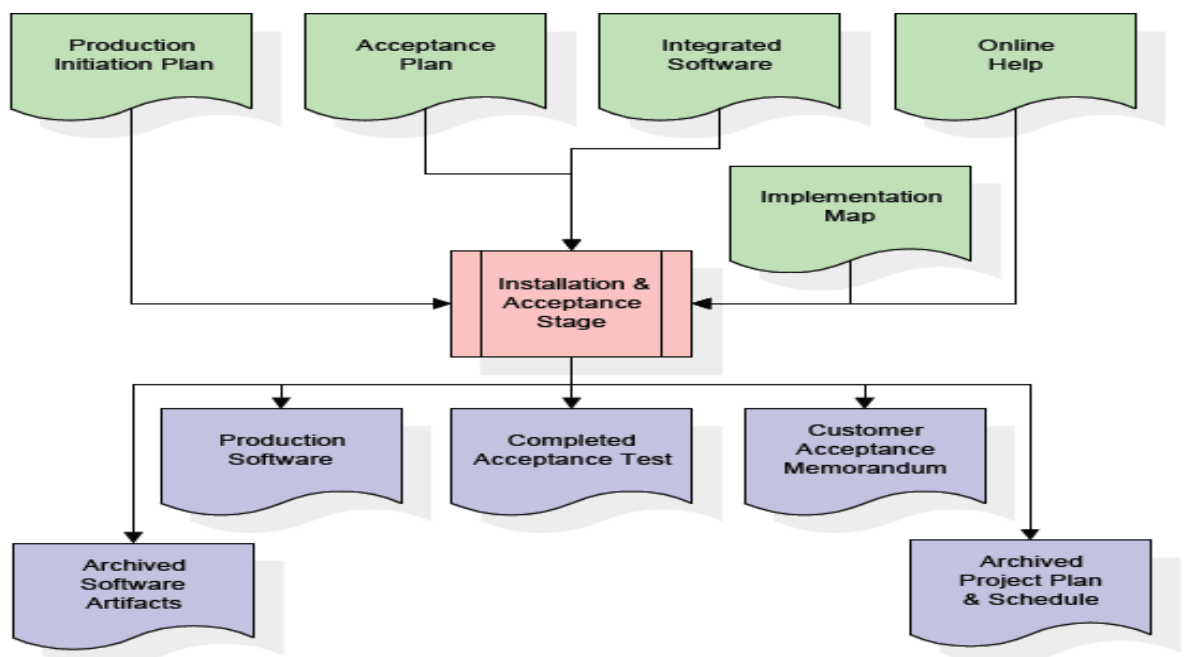 Production
Initiation Plan
Acceptance
Plan
Integrated
Software
Online
Help
Implementation
Map
Installation &
Acceptance
Stage
Production
Software
Completed
Acceptance Test
Customer
Acceptance
Memorandum
Archived
Software
Artifacts
Archived
Project Plan
& Schedule